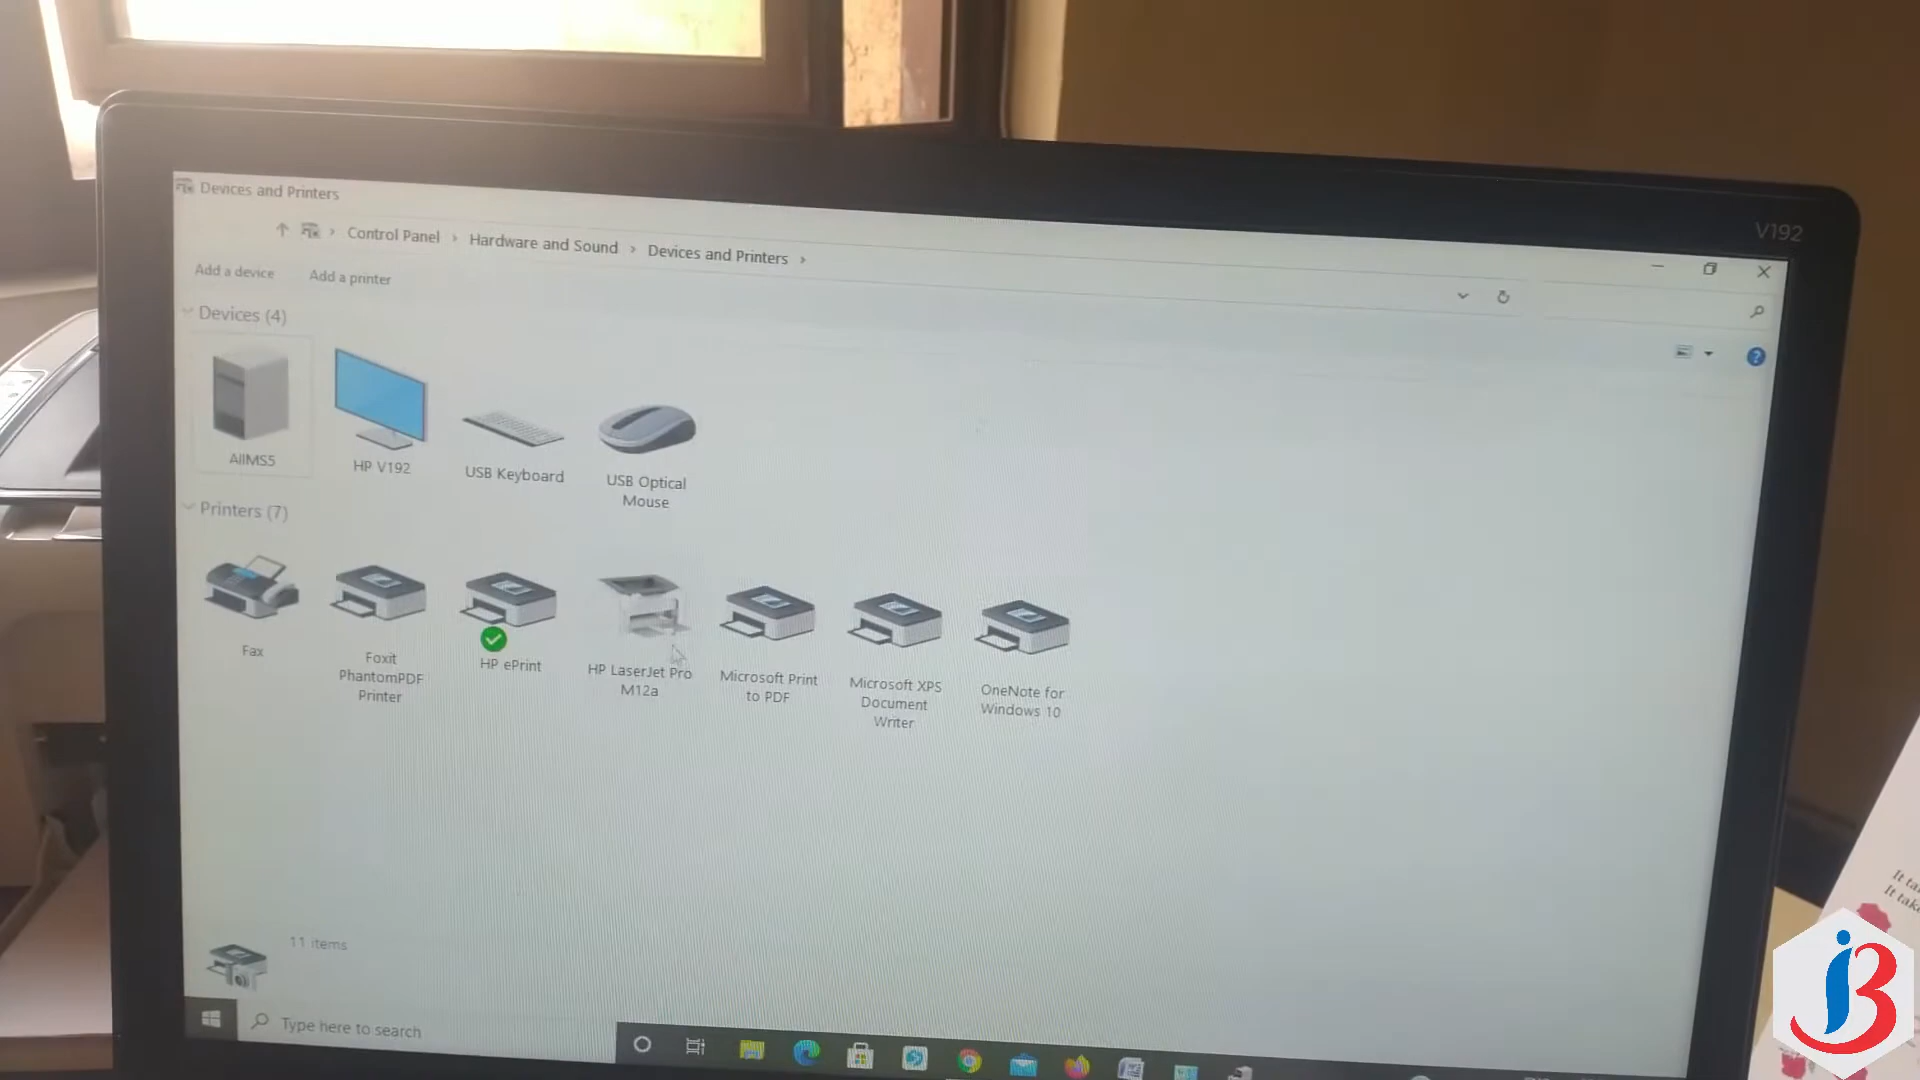 V192
Devices and Printers
Control Panel > Hardware and Sound > Devices and Printers >
Add a device Add a printer
Devices (4)
AIIMS5
HP V192
USB Keyboard
USB Optical
Mouse
Printers (7)
Fax
Foxit
PhantomPDF
Printer
HP ePrint
HP LaserJet Pro
M12a
Microsoft Print
to PDF
Microsoft XPS
Document
Writer
OneNote for
Windows 10
11 items
Type here to search
It
It